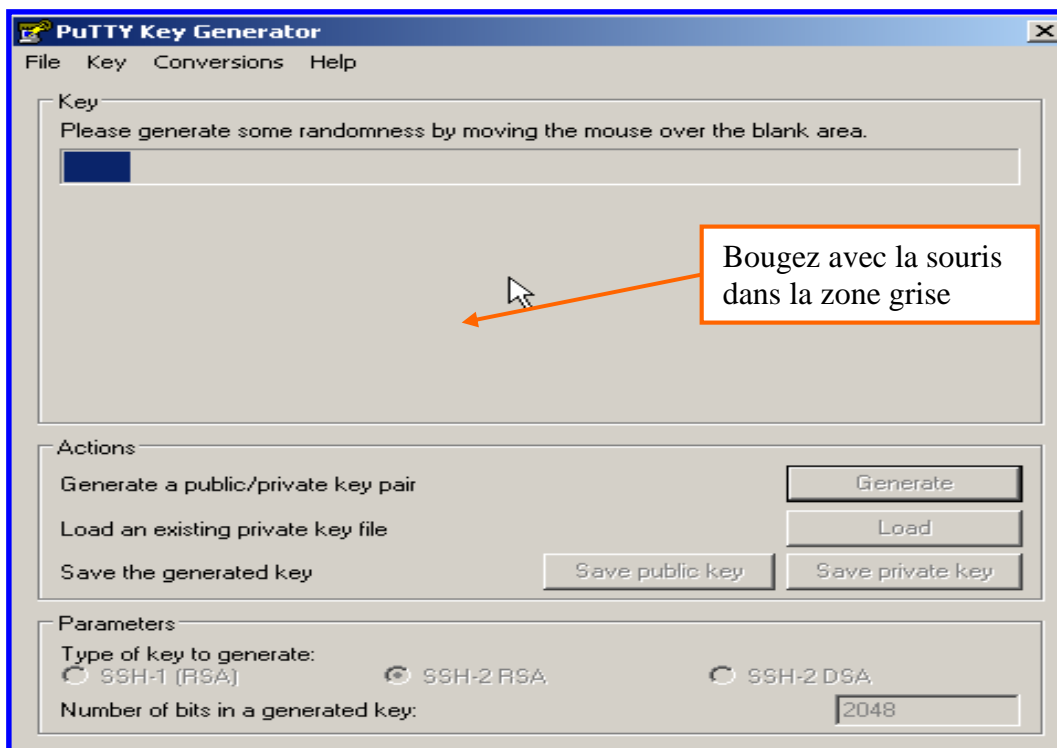 PuTTY Key Generator
File Key Conversions Help
Key
Please generate some randomness by moving the mouse over the blank area.
Bougez avec la souris
dans la zone grise
Actions
Generate a public/private key pair
Generate
Load an existing private key file
Load
Save the generated key
Save public key
Save private key
Parameters
Type of key to generate:
SSH-1 (RSA) SSH-2 RSA SSH-2 DSA
Number of bits in a generated key:
2048